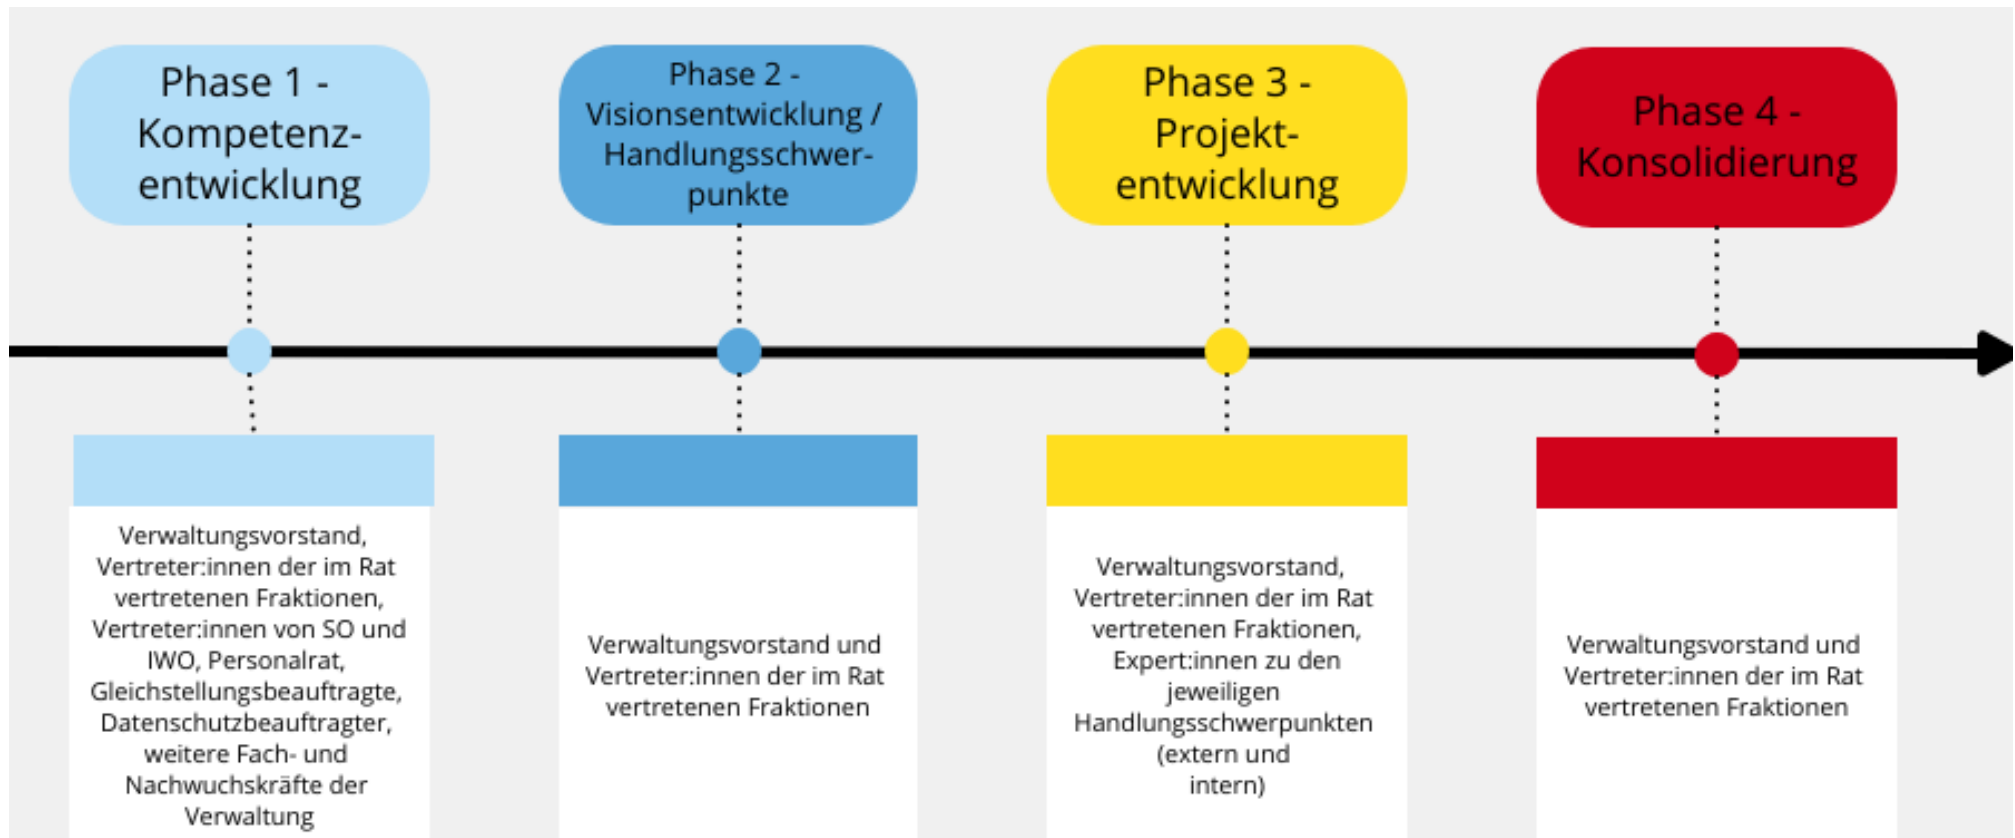 Phase 1 -
Kompetenz-
entwicklung
Phase 2 -
Visionsentwicklung /
Handlungsschwer-
punkte
Phase 3 -
Projekt-
entwicklung
Phase 4 -
Konsolidierung
Verwaltungsvorstand,
Vertreter:innen der im Rat
vertretenen Fraktionen,
Vertreter:innen von SO und
IWO, Personalrat,
Gleichstellungsbeauftragte,
Datenschutzbeauftragter,
weitere Fach- und
Nachwuchskräfte der
Verwaltung
Verwaltungsvorstand und
Vertreter:innen der im Rat
vertretenen Fraktionen
Verwaltungsvorstand,
Vertreter:innen der im Rat
vertretenen Fraktionen,
Expert:innen zu den
jeweiligen
Handlungsschwerpunkten
(extern und
intern)
Verwaltungsvorstand und
Vertreter:innen der im Rat
vertretenen Fraktionen